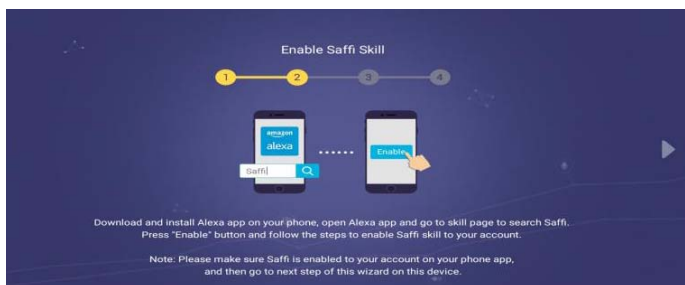 Enable Saffi Skill
1 2 3 4
amazon
alexa
Saffi
Enable
Download and install Alexa app on your phone, open Alexa app and go to skill page to search Saffi.
Press "Enable" button and follow the steps to enable Saffi skill to your account.
Note: Please make sure Saffi is enabled to your account on your phone app,
and then go to next step of this wizard on this device.